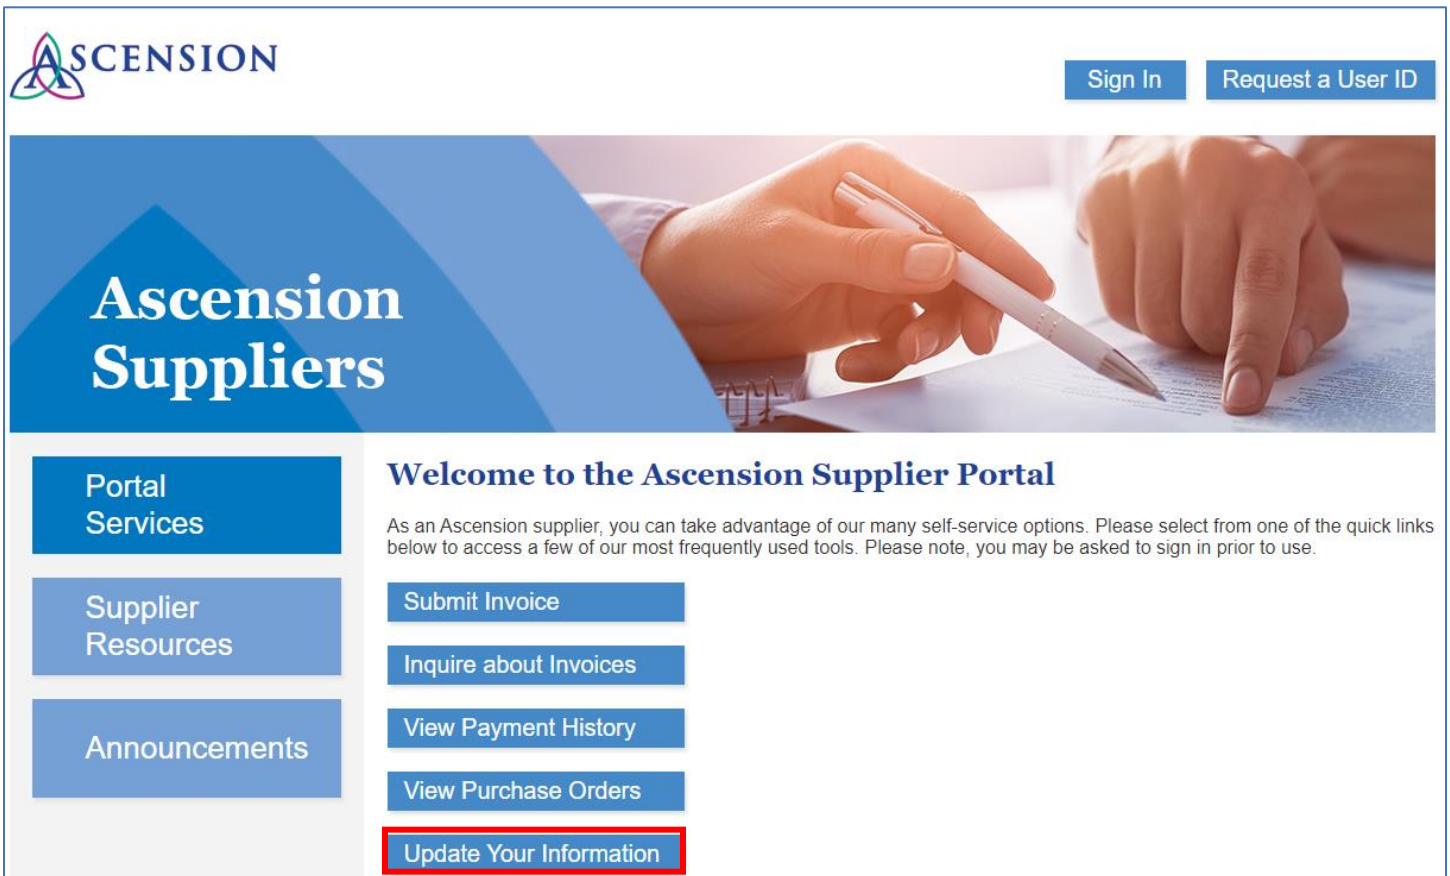 ASCENSION
Sign In
Request a User ID
Ascension
Suppliers
Portal
Services
Supplier
Resources
Announcements
Welcome to the Ascension Supplier Portal
As an Ascension supplier, you can take advantage of our many self-service options. Please select from one of the quick links
below to access a few of our most frequently used tools. Please note, you may be asked to sign in prior to use.
Submit Invoice
Inquire about Invoices
View Payment History
View Purchase Orders
Update Your Information